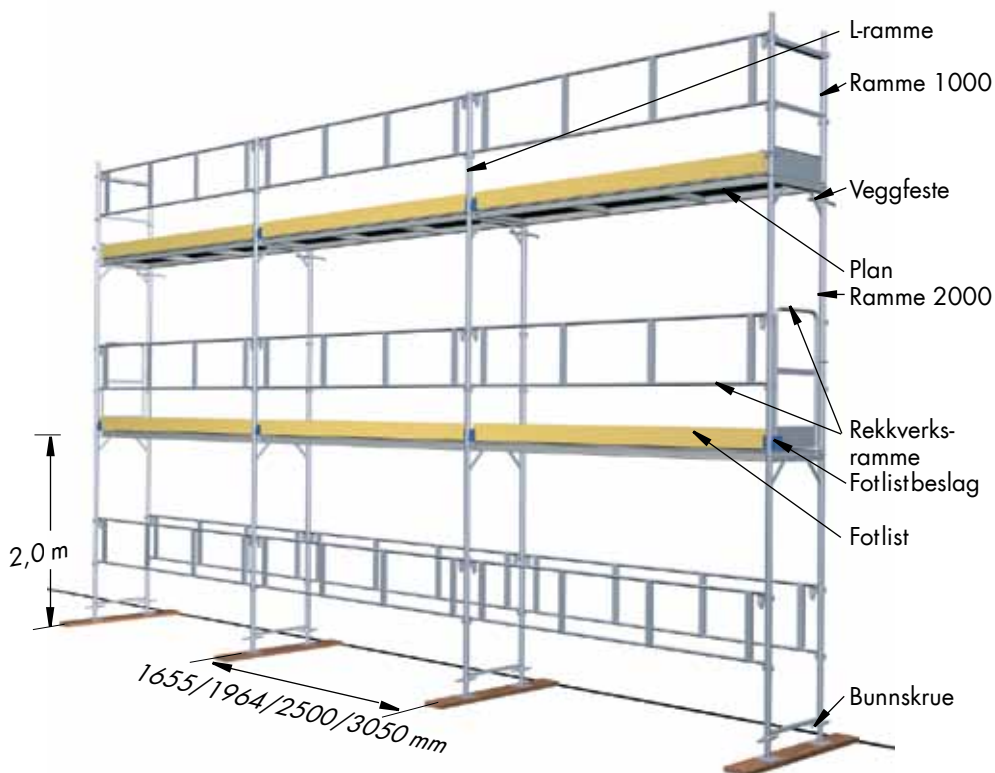 L-ramme
Ramme 1000
Veggfeste
Plan
Ramme 2000
Rekkverks-
ramme
Fotlistbeslag
Fotlist
2,0 m
1655/1964/2500/3050 mm
Bunnskrue